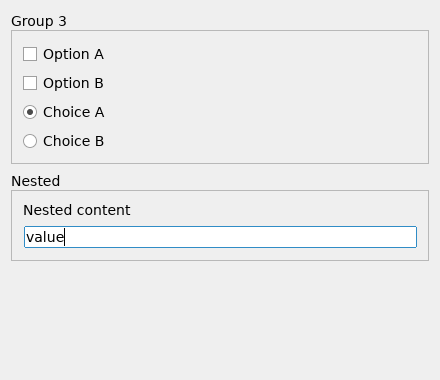 Group 3
Option A
Option B
Choice A
Choice B
Nested
Nested content
value